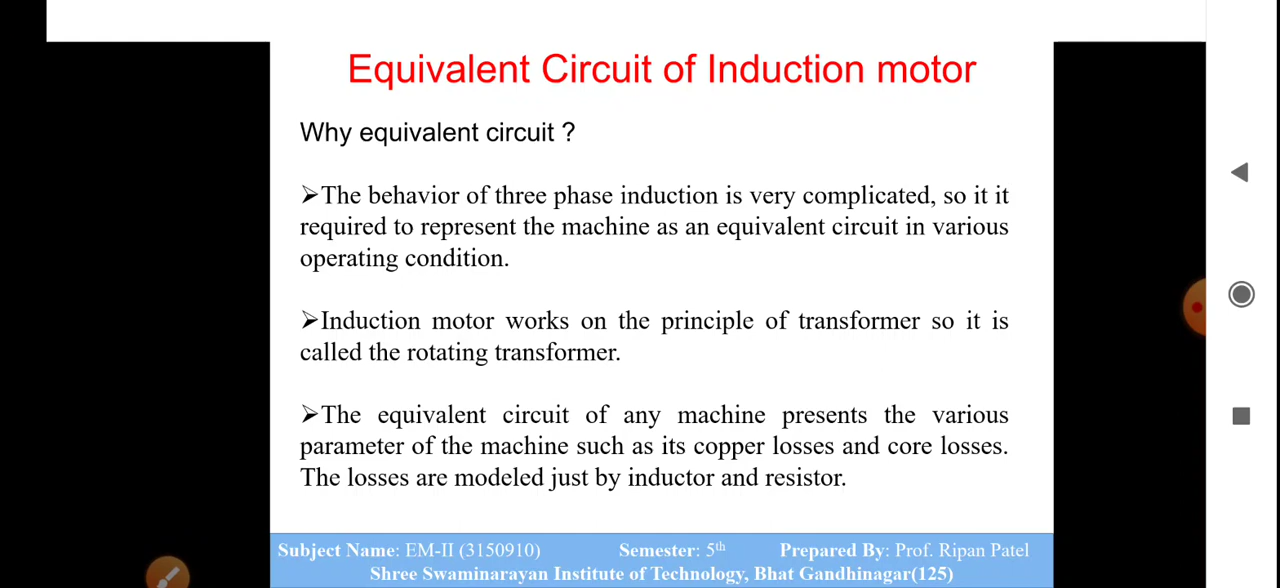 Equivalent Circuit of Induction motor
Why equivalent circuit ?
➢The behavior of three phase induction is very complicated, so it it
required to represent the machine as an equivalent circuit in various
operating condition.
➢Induction motor works on the principle of transformer so it is
called the rotating transformer.
➢The equivalent circuit of any machine presents the various
parameter of the machine such as its copper losses and core losses.
The losses are modeled just by inductor and resistor.
Subject Name: EM-II (3150910) Semester: 5th Prepared By: Prof. Ripan Patel
Shree Swaminarayan Institute of Technology, Bhat Gandhinagar(125)